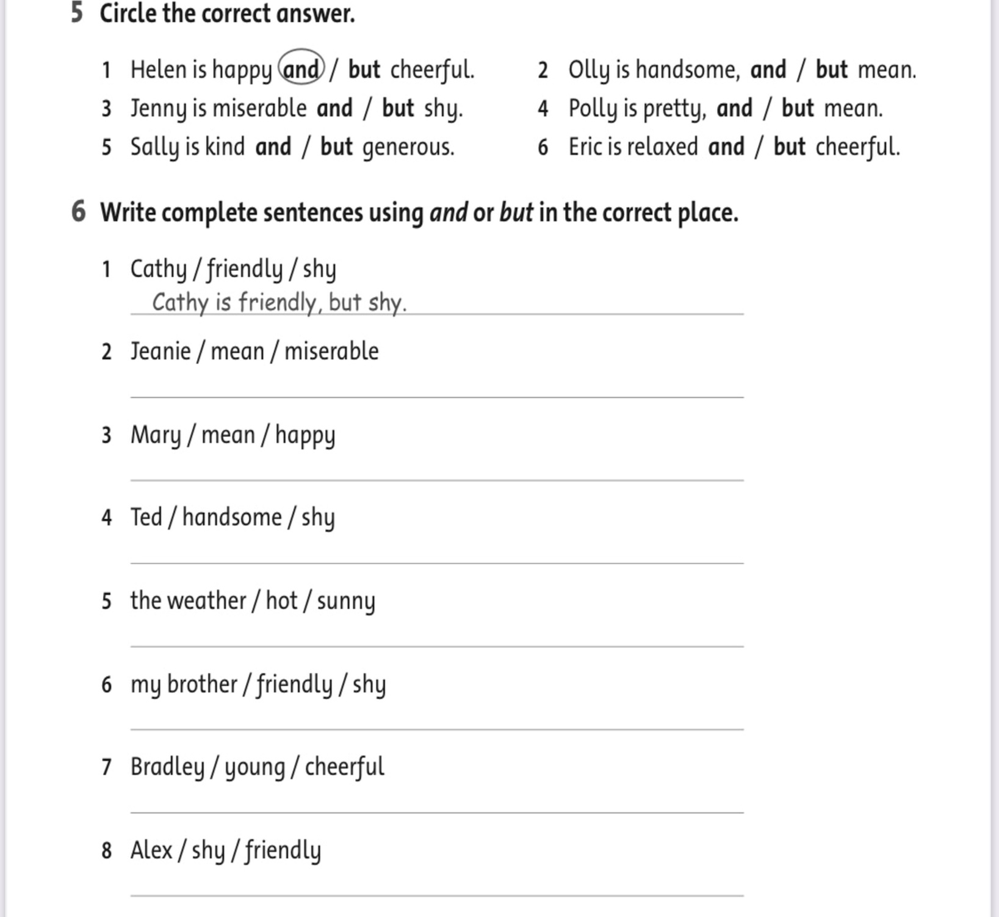 5 Circle the correct answer.
1 Helen is happy and / but cheerful. 2 Olly is handsome, and / but mean.
3 Jenny is miserable and / but shy. 4 Polly is pretty, and / but mean.
5 Sally is kind and / but generous. 6 Eric is relaxed and / but cheerful.
6 Write complete sentences using and or but in the correct place.
1 Cathy / friendly / shy
Cathy is friendly, but shy.
2 Jeanie / mean / miserable
3 Mary / mean / happy
4 Ted / handsome / shy
5 the weather / hot / sunny
6 my brother / friendly / shy
7 Bradley / young / cheerful
8 Alex / shy / friendly